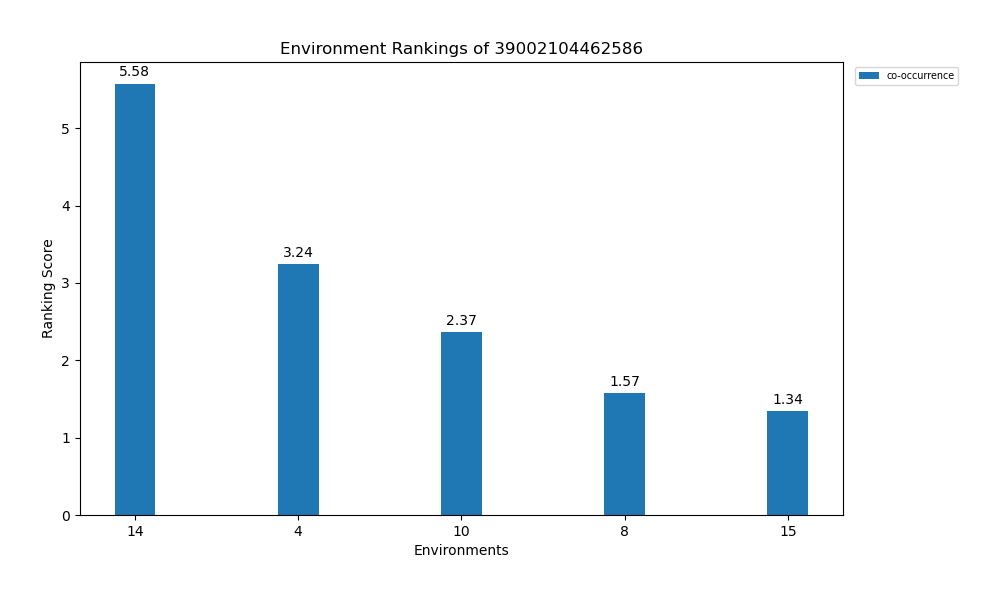 Environment Rankings of 39002104462586
co-occurrence
5.58
3.24
2.37
1.57
1.34
Ranking Score
5
4
3
2
1
0
14 4 10 8 15
Environments